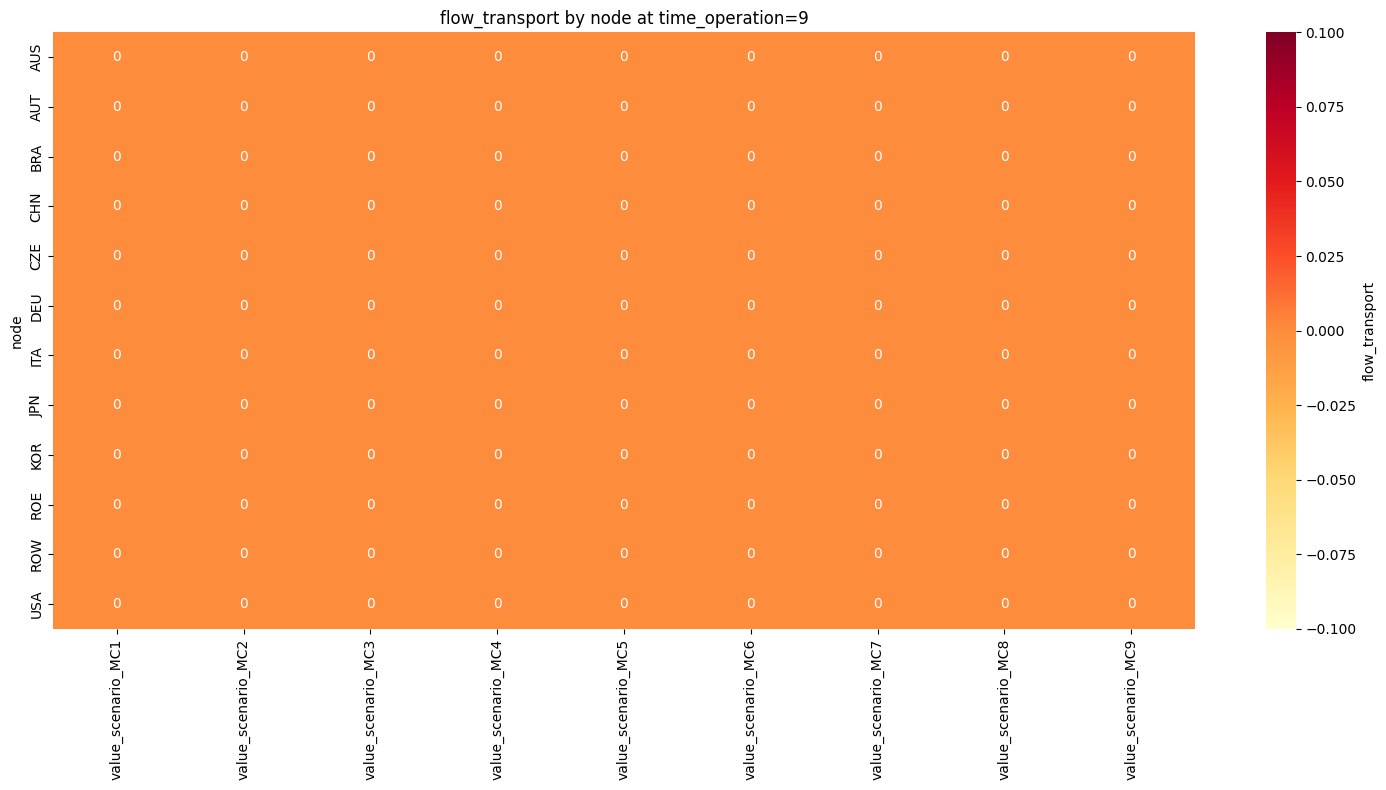 flow_transport by node at time_operation=9
node
AUS 0 0 0 0 0 0 0 0 0
AUT 0 0 0 0 0 0 0 0 0
BRA 0 0 0 0 0 0 0 0 0
CHN 0 0 0 0 0 0 0 0 0
CZE 0 0 0 0 0 0 0 0 0
DEU 0 0 0 0 0 0 0 0 0
ITA 0 0 0 0 0 0 0 0 0
JPN 0 0 0 0 0 0 0 0 0
KOR 0 0 0 0 0 0 0 0 0
ROE 0 0 0 0 0 0 0 0 0
ROW 0 0 0 0 0 0 0 0 0
USA 0 0 0 0 0 0 0 0 0
value_scenario_MC1
value_scenario_MC2
value_scenario_MC3
value_scenario_MC4
value_scenario_MC5
value_scenario_MC6
value_scenario_MC7
value_scenario_MC8
value_scenario_MC9
0.100
0.075
0.050
0.025
0.000
−0.025
−0.050
−0.075
−0.100
flow_transport